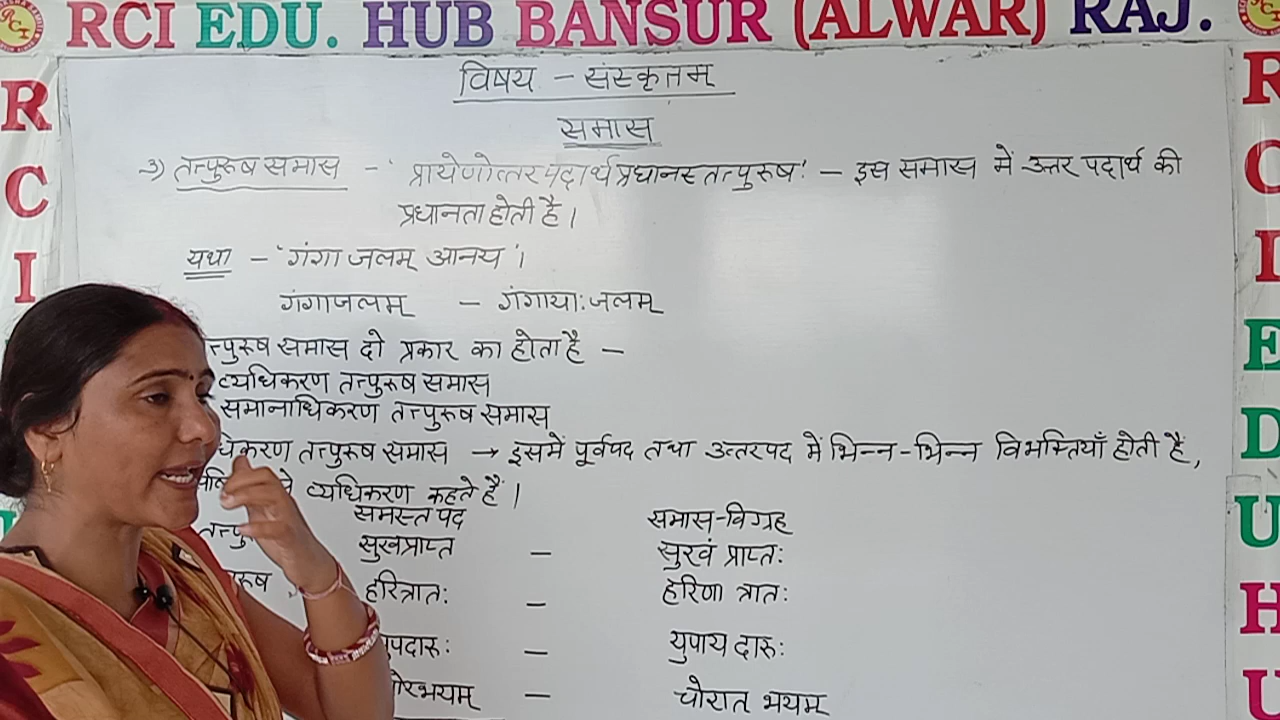 RCI EDU. HUB BANSUR (ALWAR) RAJ.
विषय - संस्कृतम्
समास
3) तत्पुरूष समास - ' प्रायेणोत्तरपदार्थप्रधानस्तत्पुरूषः' - इस समास में उत्तर पदार्थ की
प्रधानता होती है।
यथा - 'गंगा जलम् आनय'।
गंगाजलम् - गंगायाःजलम्
त्पुरूष समास दो प्रकार का होता है -
व्यधिकरण तत्पुरूष समास
समानाधिकरण तत्पुरूष समास
धिकरण तत्पुरूष समास → इसमें पूर्वपद तथा उत्तरपद में भिन्न-भिन्न विभक्तियाँ होती है,
व्यधिकरण कहते हैं।
समस्त पद समास-विग्रह
तत्पु सुखप्राप्त - सुखं प्राप्तः
रूष हरित्रातः - हरिणा त्रातः
पदारूः - युपाय दारूः
ोरभयम् - चोरात भयम्
R
C
I
R
C
I
E
D
U
H
U